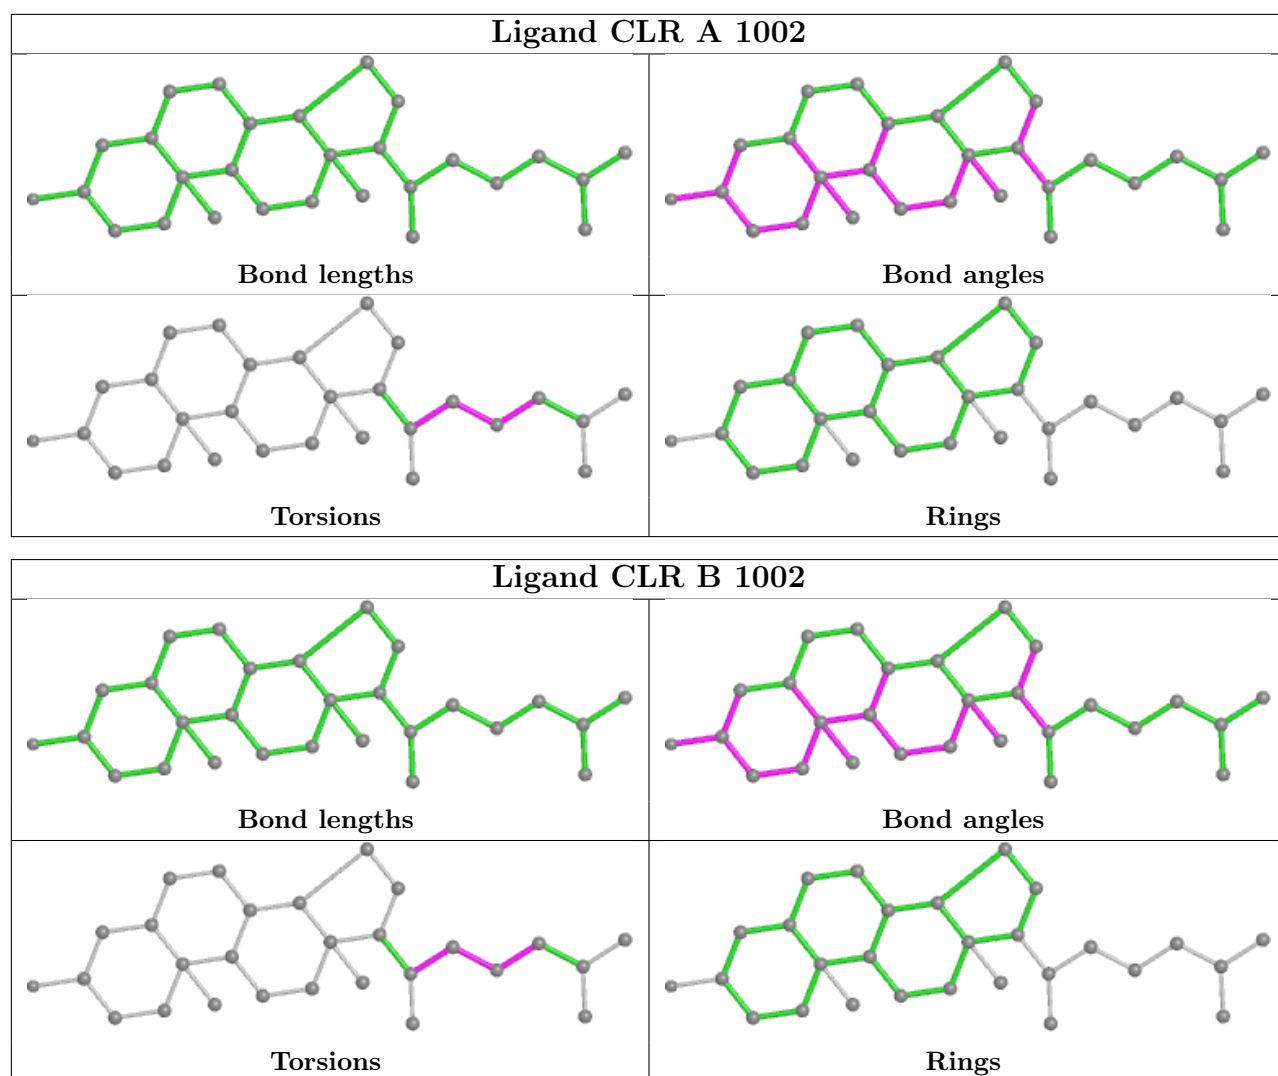 Ligand CLR A 1002
Bond lengths
Bond angles
Torsions
Rings
Ligand CLR B 1002
Bond lengths
Bond angles
Torsions
Rings